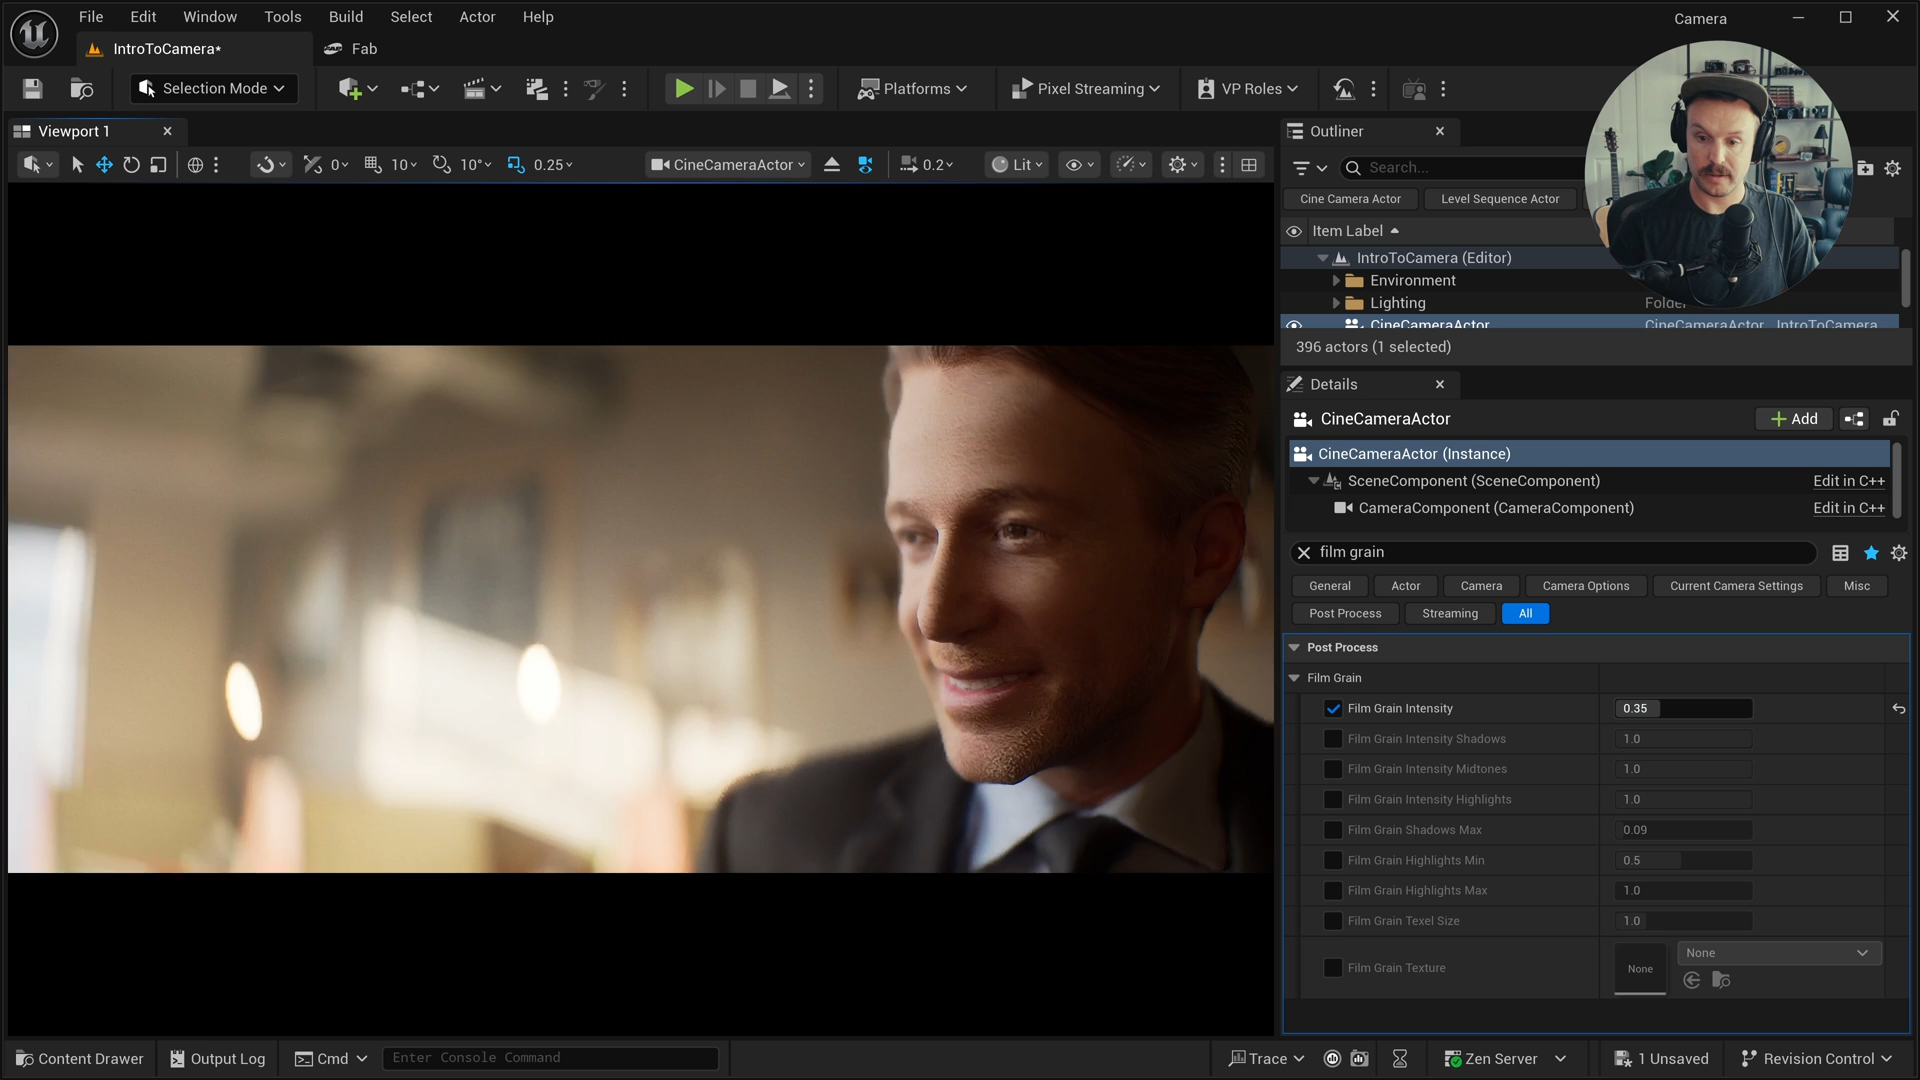 File Edit Window Tools Build Select Actor Help
Camera
IntroToCamera*
Fab
Selection Mode
Platforms
Pixel Streaming
VP Roles
Viewport 1
Outliner
0
10
10°
0.25
CineCameraActor
0.2
Lit
Search...
Cine Camera Actor
Level Sequence Actor
Item Label
IntroToCamera (Editor)
Environment
Lighting
Folder
CineCameraActor
CineCameraActor IntroToCamera
396 actors (1 selected)
Details
CineCameraActor
Add
CineCameraActor (Instance)
SceneComponent (SceneComponent)
Edit in C++
CameraComponent (CameraComponent)
Edit in C++
film grain
General
Actor
Camera
Camera Options
Current Camera Settings
Misc
Post Process
Streaming
All
Post Process
Film Grain
Film Grain Intensity
0.35
Film Grain Intensity Shadows
1.0
Film Grain Intensity Midtones
1.0
Film Grain Intensity Highlights
1.0
Film Grain Shadows Max
0.09
Film Grain Highlights Min
0.5
Film Grain Highlights Max
1.0
Film Grain Texel Size
1.0
Film Grain Texture
None
None
Content Drawer
Output Log
Cmd
Enter Console Command
Trace
Zen Server
1 Unsaved
Revision Control